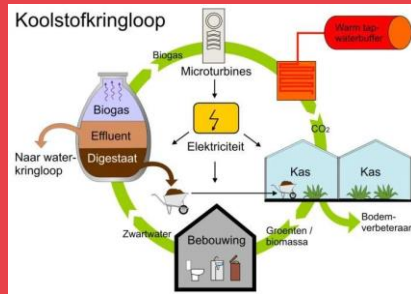 Koolstofkringloop
Biogas
Microturbines
Warm tap-
waterbuffer
Biogas
Effluent
Digestaat
Elektriciteit
CO₂
Naar water-
kringloop
Kas
Kas
Zwartwater
Bebouwing
Groenten /
biomassa
Bodem-
verbeteraar